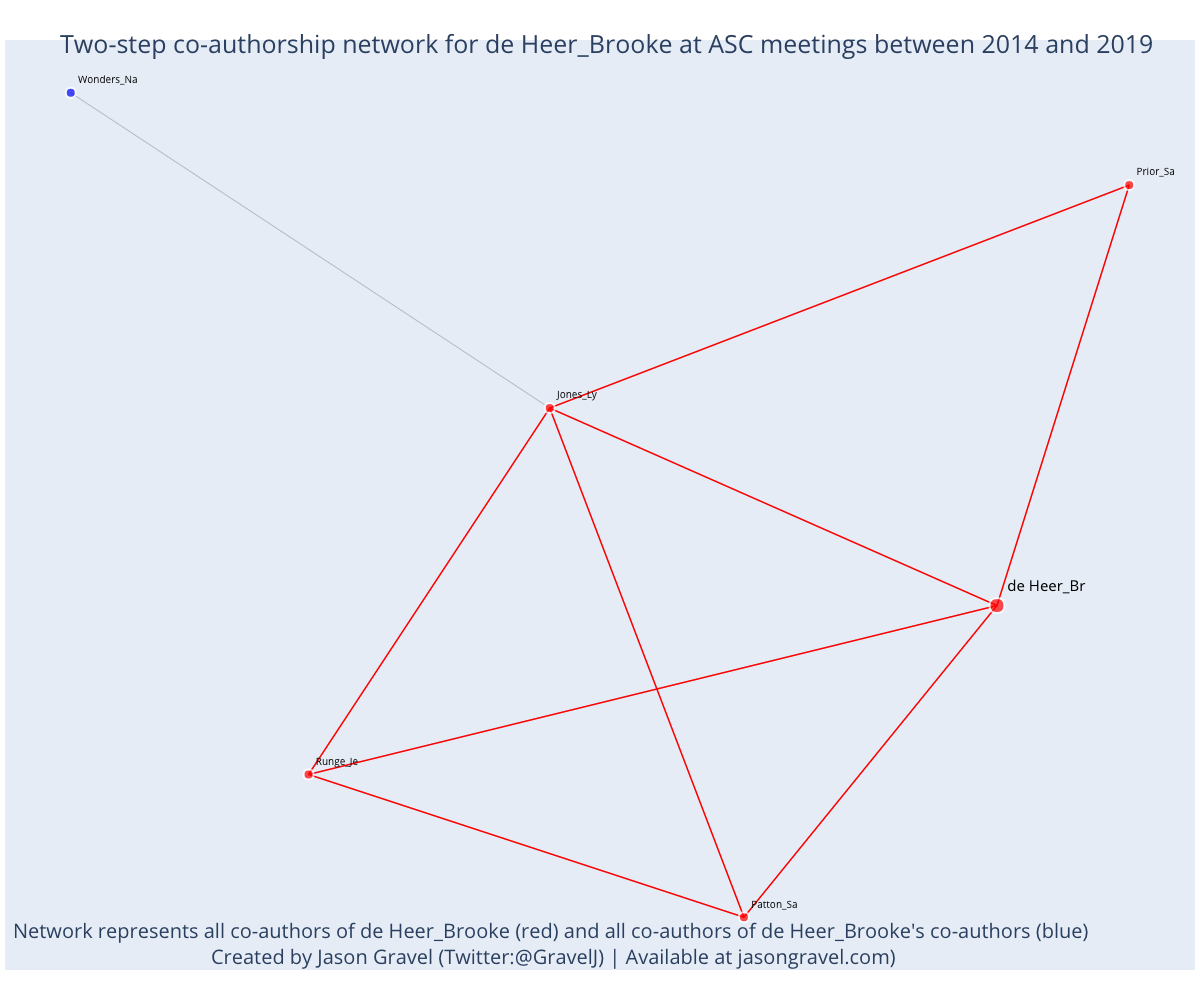 Two-step co-authorship network for de Heer_Brooke at ASC meetings between 2014 and 2019
Wonders_Na
Prior_Sa
Jones_Ly
de Heer_Br
Runge_Je
Patton_Sa
Network represents all co-authors of de Heer_Brooke (red) and all co-authors of de Heer_Brooke's co-authors (blue)
Created by Jason Gravel (Twitter:@GravelJ) | Available at jasongravel.com)